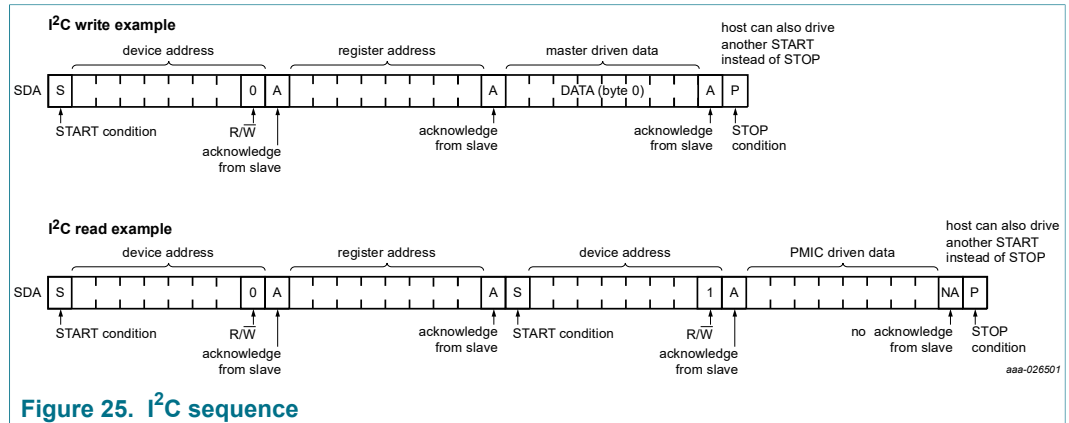 I²C write example
host can also drive
another START
instead of STOP
device address register address master driven data
SDA S 0 A A DATA (byte 0) A P
START condition R/W̅ acknowledge from slave acknowledge from slave acknowledge from slave STOP condition
I²C read example
host can also drive
another START
instead of STOP
device address register address device address PMIC driven data
SDA S 0 A A S 1 A NA P
START condition R/W̅ acknowledge from slave acknowledge from slave START condition R/W̅ acknowledge from slave no acknowledge from slave STOP condition
aaa-026501
Figure 25. I²C sequence